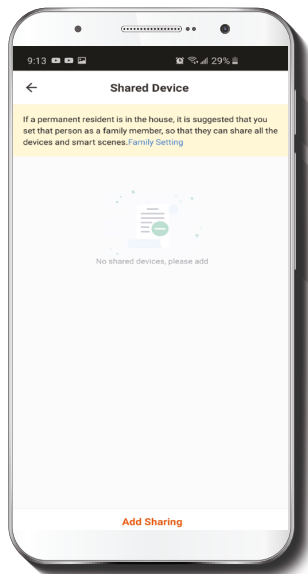 9:13 29%
Shared Device
If a permanent resident is in the house, it is suggested that you
set that person as a family member, so that they can share all the
devices and smart scenes.Family Setting
No shared devices, please add
Add Sharing